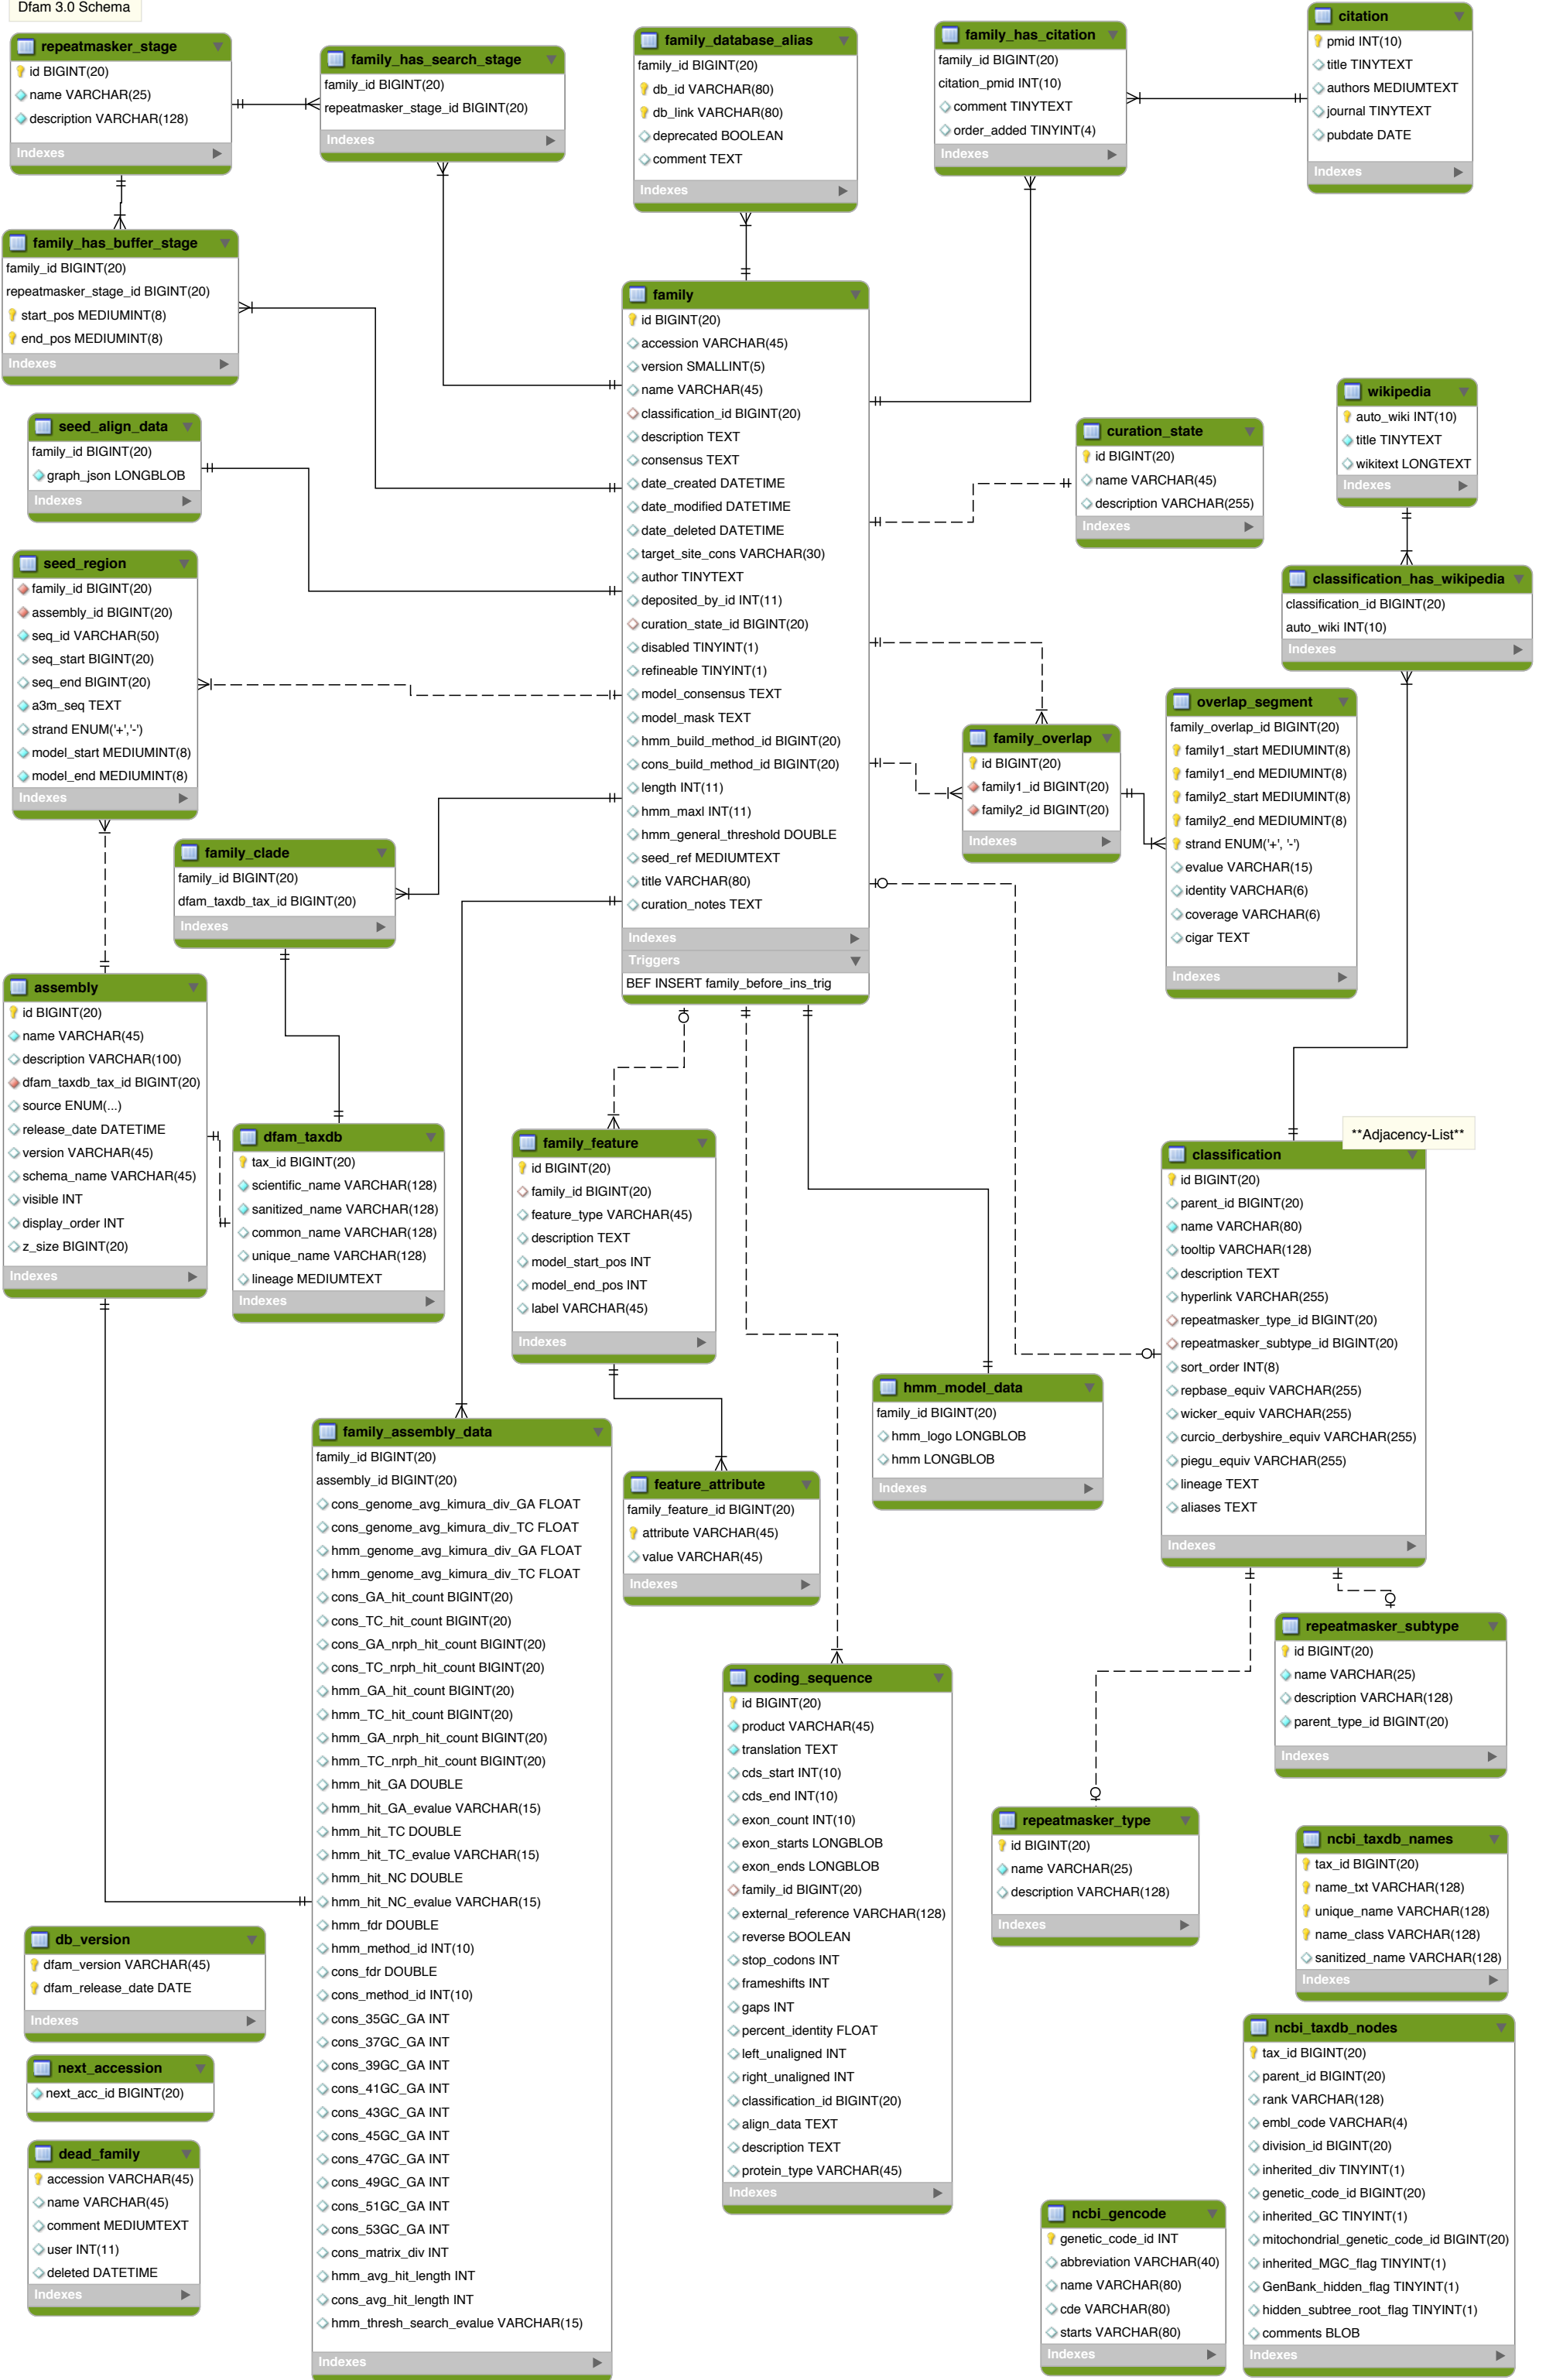 Dfam 3.0 Schema
repeatmasker_stage
id BIGINT(20)
name VARCHAR(25)
description VARCHAR(128)
Indexes
family_has_search_stage
family_id BIGINT(20)
repeatmasker_stage_id BIGINT(20)
Indexes
family_database_alias
family_id BIGINT(20)
db_id VARCHAR(80)
db_link VARCHAR(80)
deprecated BOOLEAN
comment TEXT
Indexes
family_has_citation
family_id BIGINT(20)
citation_pmid INT(10)
comment TINYTEXT
order_added TINYINT(4)
Indexes
citation
pmid INT(10)
title TINYTEXT
authors MEDIUMTEXT
journal TINYTEXT
pubdate DATE
Indexes
family_has_buffer_stage
family_id BIGINT(20)
repeatmasker_stage_id BIGINT(20)
start_pos MEDIUMINT(8)
end_pos MEDIUMINT(8)
Indexes
seed_align_data
family_id BIGINT(20)
graph_json LONGBLOB
Indexes
family
id BIGINT(20)
accession VARCHAR(45)
version SMALLINT(5)
name VARCHAR(45)
classification_id BIGINT(20)
description TEXT
consensus TEXT
date_created DATETIME
date_modified DATETIME
date_deleted DATETIME
target_site_cons VARCHAR(30)
author TINYTEXT
deposited_by_id INT(11)
curation_state_id BIGINT(20)
disabled TINYINT(1)
refineable TINYINT(1)
model_consensus TEXT
model_mask TEXT
hmm_build_method_id BIGINT(20)
cons_build_method_id BIGINT(20)
length INT(11)
hmm_maxl INT(11)
hmm_general_threshold DOUBLE
seed_ref MEDIUMTEXT
title VARCHAR(80)
curation_notes TEXT
Indexes
Triggers
BEF INSERT family_before_ins_trig
curation_state
id BIGINT(20)
name VARCHAR(45)
description VARCHAR(255)
Indexes
wikipedia
auto_wiki INT(10)
title TINYTEXT
wikitext LONGTEXT
Indexes
classification_has_wikipedia
classification_id BIGINT(20)
auto_wiki INT(10)
Indexes
seed_region
family_id BIGINT(20)
assembly_id BIGINT(20)
seq_id VARCHAR(50)
seq_start BIGINT(20)
seq_end BIGINT(20)
a3m_seq TEXT
strand ENUM('+','-')
model_start MEDIUMINT(8)
model_end MEDIUMINT(8)
Indexes
family_overlap
id BIGINT(20)
family1_id BIGINT(20)
family2_id BIGINT(20)
Indexes
overlap_segment
family_overlap_id BIGINT(20)
family1_start MEDIUMINT(8)
family1_end MEDIUMINT(8)
family2_start MEDIUMINT(8)
family2_end MEDIUMINT(8)
strand ENUM('+', '-')
evalue VARCHAR(15)
identity VARCHAR(6)
coverage VARCHAR(6)
cigar TEXT
Indexes
family_clade
family_id BIGINT(20)
dfam_taxdb_tax_id BIGINT(20)
Indexes
assembly
id BIGINT(20)
name VARCHAR(45)
description VARCHAR(100)
dfam_taxdb_tax_id BIGINT(20)
source ENUM(...)
release_date DATETIME
version VARCHAR(45)
schema_name VARCHAR(45)
visible INT
display_order INT
z_size BIGINT(20)
Indexes
dfam_taxdb
tax_id BIGINT(20)
scientific_name VARCHAR(128)
sanitized_name VARCHAR(128)
common_name VARCHAR(128)
unique_name VARCHAR(128)
lineage MEDIUMTEXT
Indexes
family_feature
id BIGINT(20)
family_id BIGINT(20)
feature_type VARCHAR(45)
description TEXT
model_start_pos INT
model_end_pos INT
label VARCHAR(45)
Indexes
**Adjacency-List**
classification
id BIGINT(20)
parent_id BIGINT(20)
name VARCHAR(80)
tooltip VARCHAR(128)
description TEXT
hyperlink VARCHAR(255)
repeatmasker_type_id BIGINT(20)
repeatmasker_subtype_id BIGINT(20)
sort_order INT(8)
repbase_equiv VARCHAR(255)
wicker_equiv VARCHAR(255)
curcio_derbyshire_equiv VARCHAR(255)
piegu_equiv VARCHAR(255)
lineage TEXT
aliases TEXT
Indexes
hmm_model_data
family_id BIGINT(20)
hmm_logo LONGBLOB
hmm LONGBLOB
Indexes
family_assembly_data
family_id BIGINT(20)
assembly_id BIGINT(20)
cons_genome_avg_kimura_div_GA FLOAT
cons_genome_avg_kimura_div_TC FLOAT
hmm_genome_avg_kimura_div_GA FLOAT
hmm_genome_avg_kimura_div_TC FLOAT
cons_GA_hit_count BIGINT(20)
cons_TC_hit_count BIGINT(20)
cons_GA_nrph_hit_count BIGINT(20)
cons_TC_nrph_hit_count BIGINT(20)
hmm_GA_hit_count BIGINT(20)
hmm_TC_hit_count BIGINT(20)
hmm_GA_nrph_hit_count BIGINT(20)
hmm_TC_nrph_hit_count BIGINT(20)
hmm_hit_GA DOUBLE
hmm_hit_GA_evalue VARCHAR(15)
hmm_hit_TC DOUBLE
hmm_hit_TC_evalue VARCHAR(15)
hmm_hit_NC DOUBLE
hmm_hit_NC_evalue VARCHAR(15)
hmm_fdr DOUBLE
hmm_method_id INT(10)
cons_fdr DOUBLE
cons_method_id INT(10)
cons_35GC_GA INT
cons_37GC_GA INT
cons_39GC_GA INT
cons_41GC_GA INT
cons_43GC_GA INT
cons_45GC_GA INT
cons_47GC_GA INT
cons_49GC_GA INT
cons_51GC_GA INT
cons_53GC_GA INT
cons_matrix_div INT
hmm_avg_hit_length INT
cons_avg_hit_length INT
hmm_thresh_search_evalue VARCHAR(15)
Indexes
feature_attribute
family_feature_id BIGINT(20)
attribute VARCHAR(45)
value VARCHAR(45)
Indexes
coding_sequence
id BIGINT(20)
product VARCHAR(45)
translation TEXT
cds_start INT(10)
cds_end INT(10)
exon_count INT(10)
exon_starts LONGBLOB
exon_ends LONGBLOB
family_id BIGINT(20)
external_reference VARCHAR(128)
reverse BOOLEAN
stop_codons INT
frameshifts INT
gaps INT
percent_identity FLOAT
left_unaligned INT
right_unaligned INT
classification_id BIGINT(20)
align_data TEXT
description TEXT
protein_type VARCHAR(45)
Indexes
repeatmasker_subtype
id BIGINT(20)
name VARCHAR(25)
description VARCHAR(128)
parent_type_id BIGINT(20)
Indexes
repeatmasker_type
id BIGINT(20)
name VARCHAR(25)
description VARCHAR(128)
Indexes
ncbi_taxdb_names
tax_id BIGINT(20)
name_txt VARCHAR(128)
unique_name VARCHAR(128)
name_class VARCHAR(128)
sanitized_name VARCHAR(128)
Indexes
db_version
dfam_version VARCHAR(45)
dfam_release_date DATE
Indexes
next_accession
next_acc_id BIGINT(20)
dead_family
accession VARCHAR(45)
name VARCHAR(45)
comment MEDIUMTEXT
user INT(11)
deleted DATETIME
Indexes
ncbi_gencode
genetic_code_id INT
abbreviation VARCHAR(40)
name VARCHAR(80)
cde VARCHAR(80)
starts VARCHAR(80)
Indexes
ncbi_taxdb_nodes
tax_id BIGINT(20)
parent_id BIGINT(20)
rank VARCHAR(128)
embl_code VARCHAR(4)
division_id BIGINT(20)
inherited_div TINYINT(1)
genetic_code_id BIGINT(20)
inherited_GC TINYINT(1)
mitochondrial_genetic_code_id BIGINT(20)
inherited_MGC_flag TINYINT(1)
GenBank_hidden_flag TINYINT(1)
hidden_subtree_root_flag TINYINT(1)
comments BLOB
Indexes